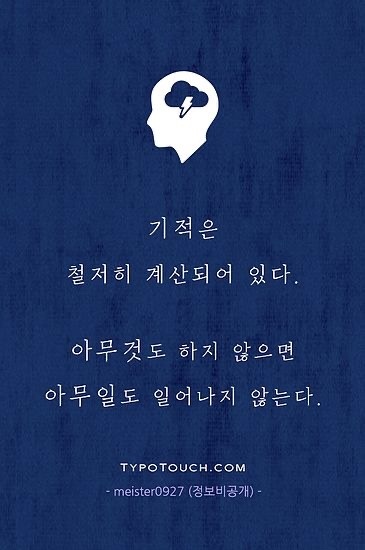 기적은
철저히 계산되어 있다.
아무것도 하지 않으면
아무일도 일어나지 않는다.
TYPOTOUCH.COM
- meister0927 (정보비공개) -